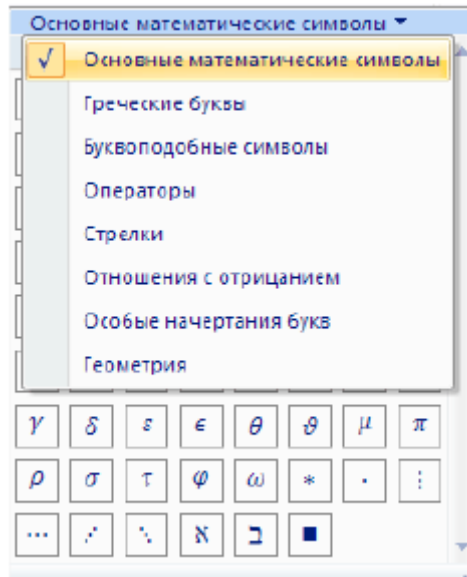 Основные математические символы
Основные математические символы
Греческие буквы
Буквоподобные символы
Операторы
Стрелки
Отношения с отрицанием
Особые начертания букв
Геометрия
γ δ ε ϵ θ ϑ μ π
ρ σ τ φ ω * · ⋮
⋯ ⋰ ⋱ ℵ ℶ ■